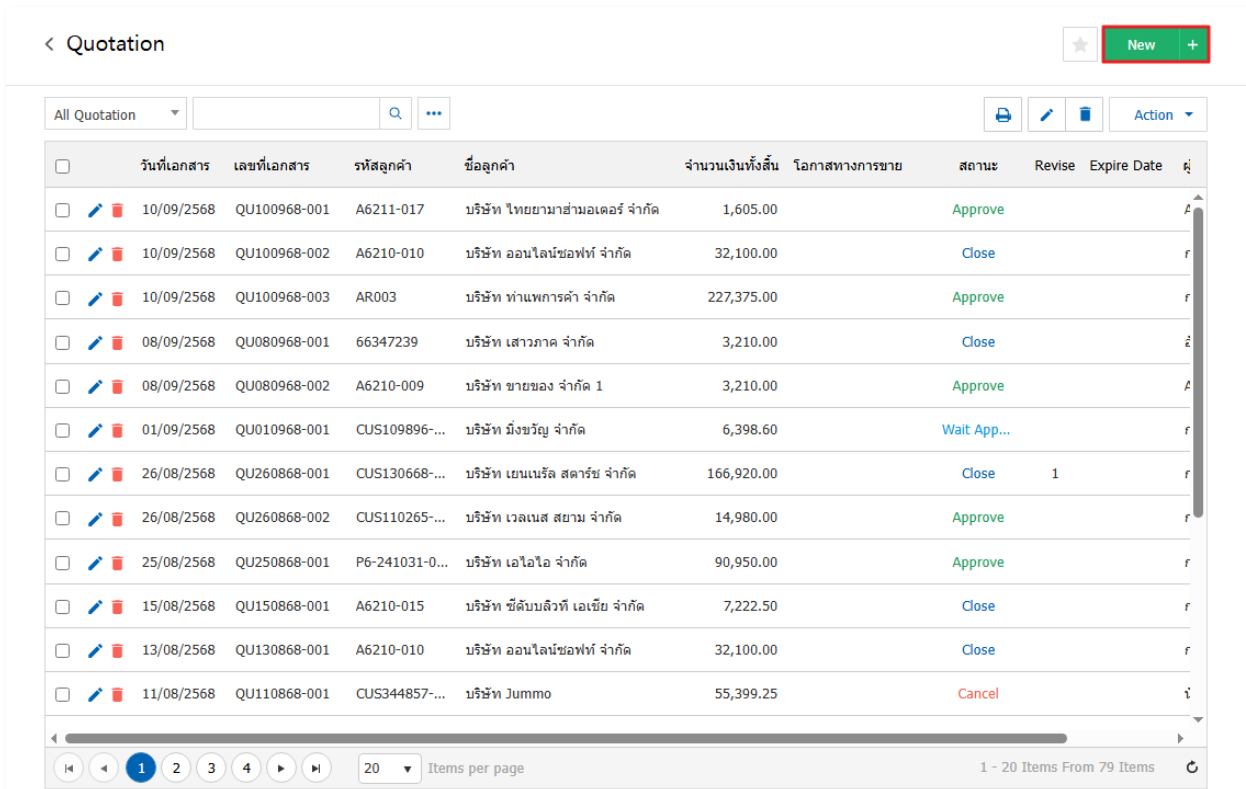 Quotation
New +
All Quotation
Action
วันที่เอกสาร เลขที่เอกสาร รหัสลูกค้า ชื่อลูกค้า จำนวนเงินทั้งสิ้น โอกาสทางการขาย สถานะ Revise Expire Date
10/09/2568 QU100968-001 A6211-017 บริษัท ไทยยามาฮ่ามอเตอร์ จำกัด 1,605.00 Approve
10/09/2568 QU100968-002 A6210-010 บริษัท ออนไลน์ซอฟท์ จำกัด 32,100.00 Close
10/09/2568 QU100968-003 AR003 บริษัท ท่าแพการค้า จำกัด 227,375.00 Approve
08/09/2568 QU080968-001 66347239 บริษัท เสาวภาค จำกัด 3,210.00 Close
08/09/2568 QU080968-002 A6210-009 บริษัท ขายของ จำกัด 1 3,210.00 Approve
01/09/2568 QU010968-001 CUS109896-... บริษัท มิ่งขวัญ จำกัด 6,398.60 Wait App...
26/08/2568 QU260868-001 CUS130668-... บริษัท เยนเนรัล สตาร์ช จำกัด 166,920.00 Close 1
26/08/2568 QU260868-002 CUS110265-... บริษัท เวลเนส สยาม จำกัด 14,980.00 Approve
25/08/2568 QU250868-001 P6-241031-0... บริษัท เอไอไอ จำกัด 90,950.00 Approve
15/08/2568 QU150868-001 A6210-015 บริษัท ซีดับบลิวที เอเชีย จำกัด 7,222.50 Close
13/08/2568 QU130868-001 A6210-010 บริษัท ออนไลน์ซอฟท์ จำกัด 32,100.00 Close
11/08/2568 QU110868-001 CUS344857-... บริษัท Jummo 55,399.25 Cancel
1 2 3 4 20 Items per page 1 - 20 Items From 79 Items